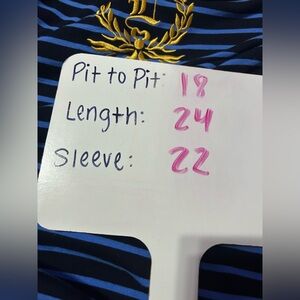 Pit to Pit: 18
Length: 24
Sleeve: 22